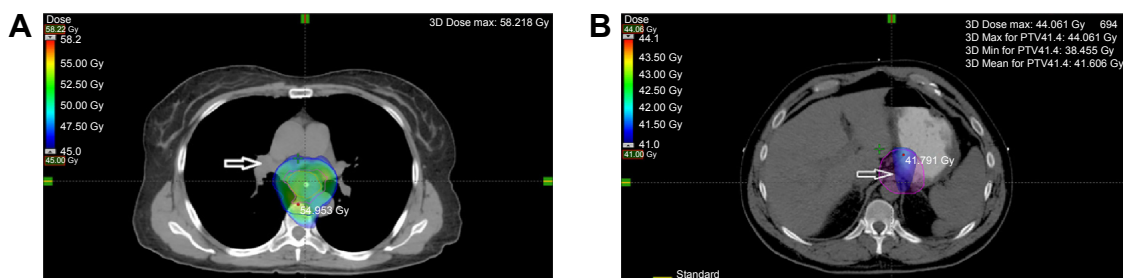 A
Dose
58.22 Gy
58.2
55.00 Gy
52.50 Gy
50.00 Gy
47.50 Gy
45.0
45.00 Gy
3D Dose max: 58.218 Gy
54.953 Gy
B
Dose
44.06 Gy
44.1
43.50 Gy
43.00 Gy
42.50 Gy
42.00 Gy
41.50 Gy
41.0
41.00 Gy
3D Dose max: 44.061 Gy 694
3D Max for PTV41.4: 44.061 Gy
3D Min for PTV41.4: 38.455 Gy
3D Mean for PTV41.4: 41.606 Gy
41.791 Gy
Standard